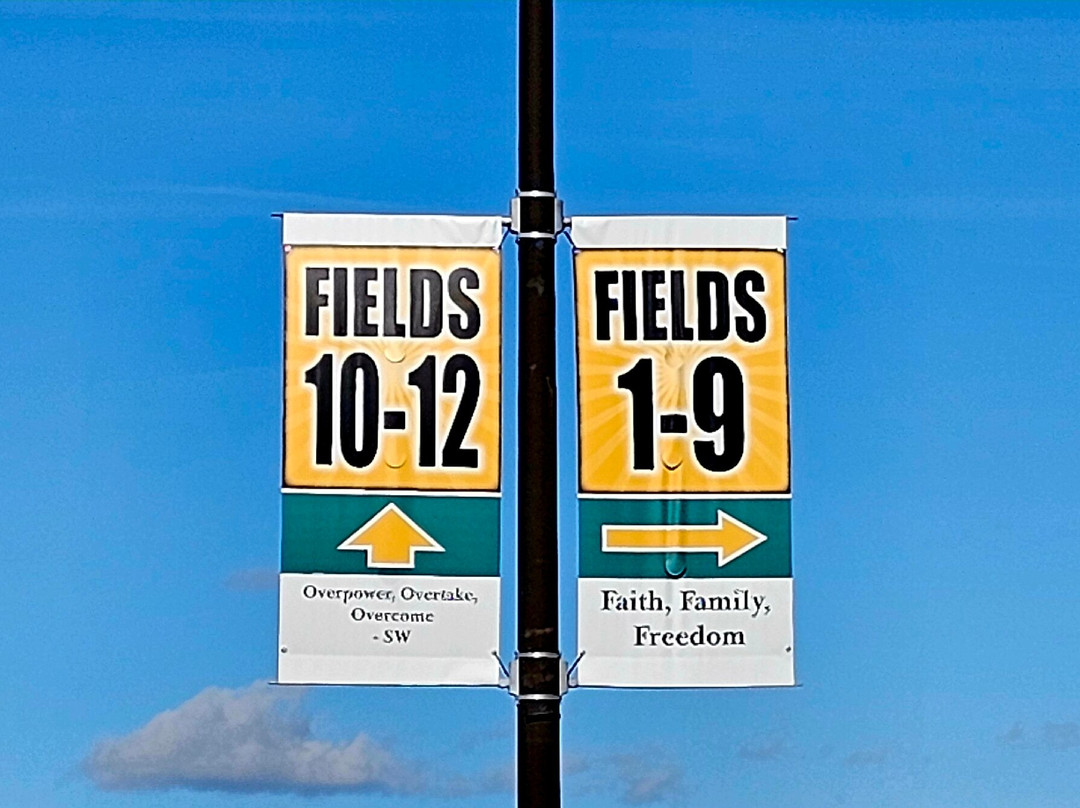 FIELDS
10-12
Overpower, Overtake,
Overcome
- SW
FIELDS
1-9
Faith, Family,
Freedom